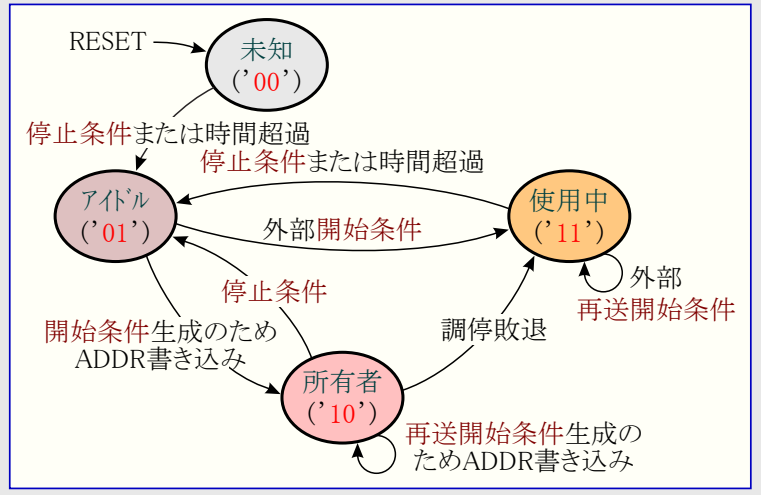 RESET
未知
('00')
停止条件または時間超過
停止条件または時間超過
ｱｲﾄﾞﾙ
('01')
使用中
('11')
外部開始条件
外部
再送開始条件
停止条件
開始条件生成のため
ADDR書き込み
調停敗退
所有者
('10')
再送開始条件生成の
ためADDR書き込み